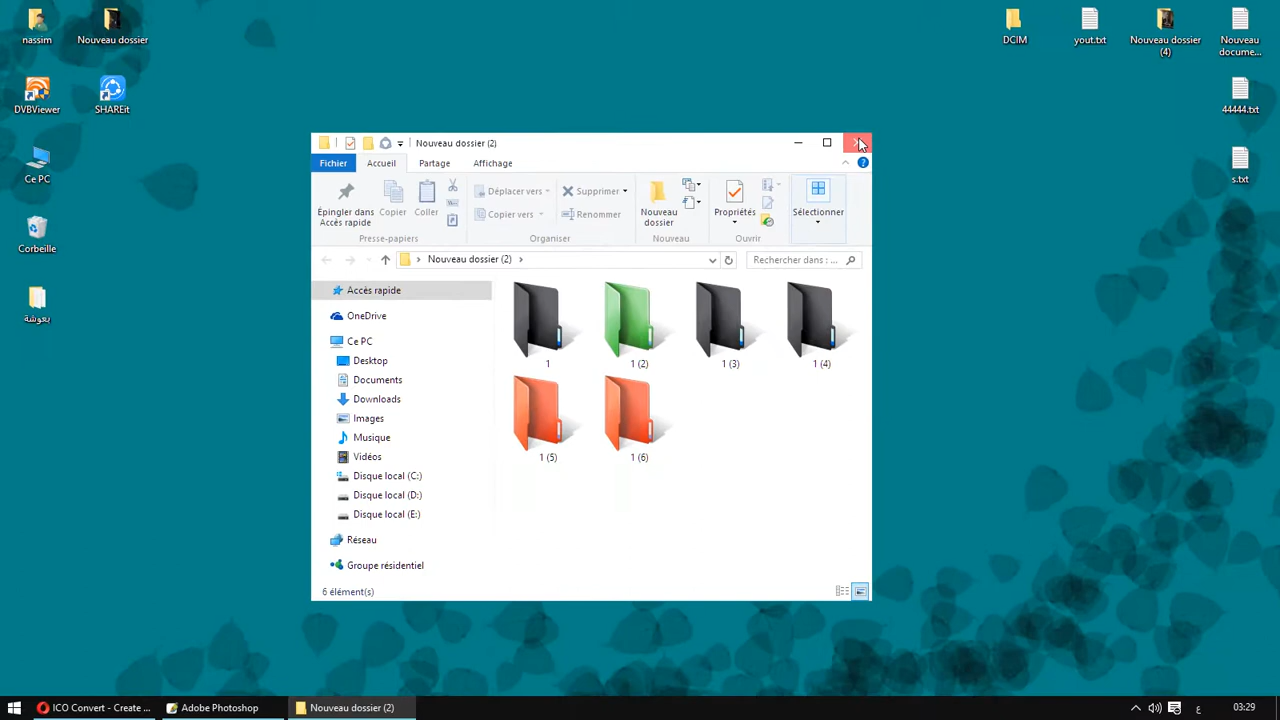 nassim
Nouveau dossier
DCIM
yout.txt
Nouveau dossier
(4)
Nouveau
docume...
DVBViewer
SHAREit
44444.txt
Ce PC
s.txt
Corbeille
بعوشة
Nouveau dossier (2)
Fichier
Accueil
Partage
Affichage
Épingler dans
Accès rapide
Copier
Coller
Déplacer vers
Copier vers
Supprimer
Renommer
Nouveau
dossier
Propriétés
Sélectionner
Presse-papiers
Organiser
Nouveau
Ouvrir
Nouveau dossier (2)
Rechercher dans : ...
Accès rapide
OneDrive
Ce PC
Desktop
Documents
Downloads
Images
Musique
Vidéos
Disque local (C:)
Disque local (D:)
Disque local (E:)
Réseau
Groupe résidentiel
1
1 (2)
1 (3)
1 (4)
1 (5)
1 (6)
6 élément(s)
ICO Convert - Create ...
Adobe Photoshop
Nouveau dossier (2)
ع
03:29